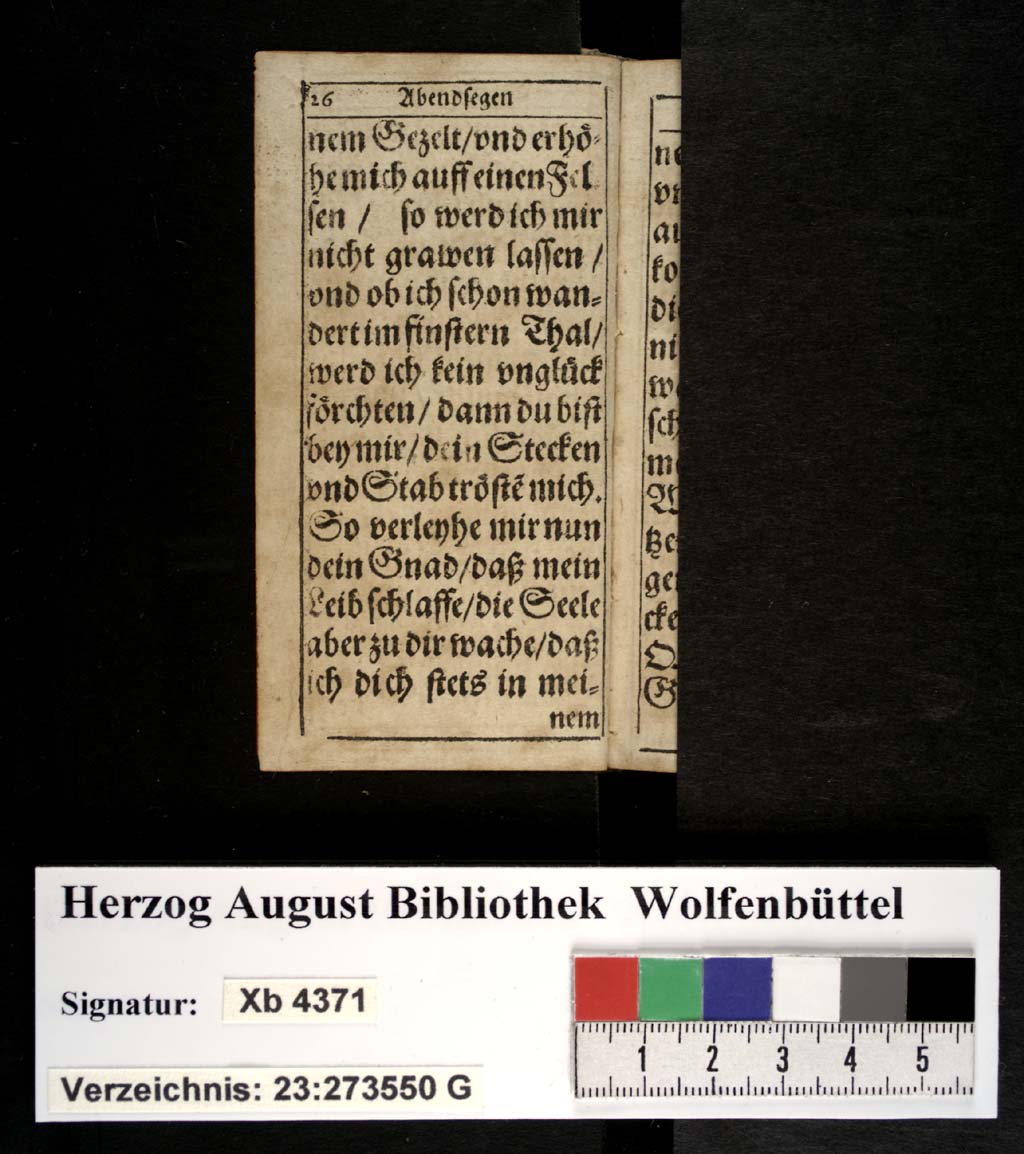 26 Abendsegen
nem Gezelt/vnd erhö-
he mich auff einen Fel
sen / so werd ich mir
nicht grawen lassen /
vnd ob ich schon wan-
dert im finstern Thal/
werd ich kein vnglück
förchten/ dann du bist
bey mir/ dein Stecken
vnd Stab tröstē mich.
So verleyhe mir nun
dein Gnad/daß mein
Leib schlaffe/die Seele
aber zu dir wache/daß
ich dich stets in mei-
nem
Herzog August Bibliothek Wolfenbüttel
Signatur: Xb 4371
Verzeichnis: 23:273550 G
1 2 3 4 5